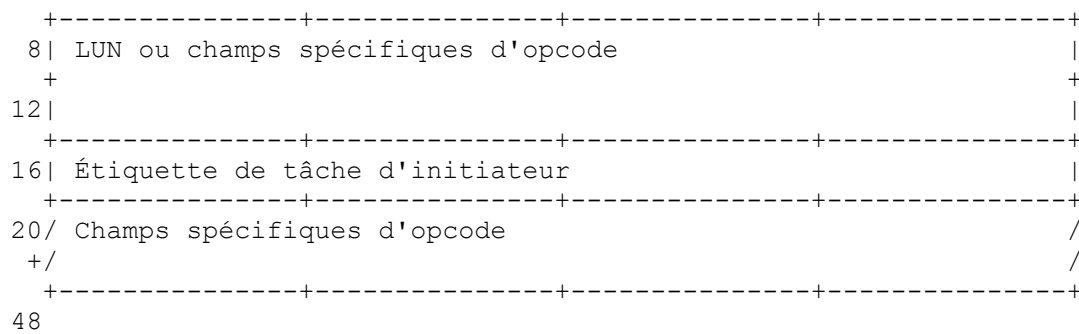 +---------------+---------------+---------------+---------------+
 8| LUN ou champs spécifiques d'opcode                            |
  +                                                               +
12|                                                               |
  +---------------+---------------+---------------+---------------+
16| Étiquette de tâche d'initiateur                               |
  +---------------+---------------+---------------+---------------+
20/ Champs spécifiques d'opcode                                   /
 +/                                                               /
  +---------------+---------------+---------------+---------------+
48